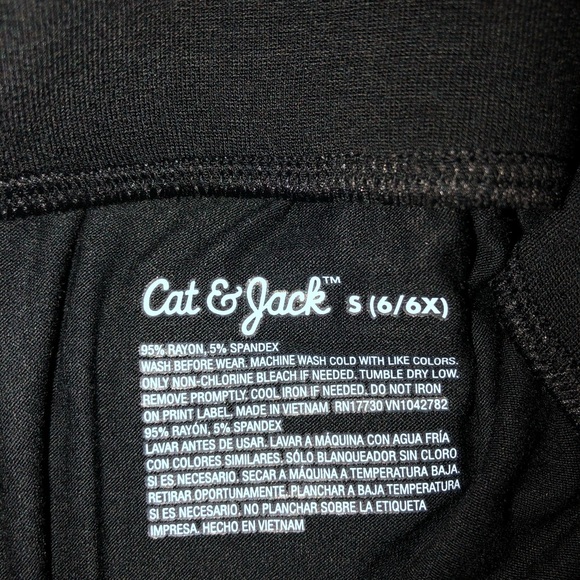 Cat & Jack™ S (6/6X)
95% RAYON, 5% SPANDEX
WASH BEFORE WEAR. MACHINE WASH COLD WITH LIKE COLORS.
ONLY NON-CHLORINE BLEACH IF NEEDED. TUMBLE DRY LOW.
REMOVE PROMPTLY. COOL IRON IF NEEDED. DO NOT IRON
ON PRINT LABEL. MADE IN VIETNAM RN17730 VN1042782
95% RAYÓN, 5% SPANDEX
LAVAR ANTES DE USAR. LAVAR A MÁQUINA CON AGUA FRÍA
CON COLORES SIMILARES. SÓLO BLANQUEADOR SIN CLORO
SI ES NECESARIO. SECAR A MÁQUINA A TEMPERATURA BAJA.
RETIRAR OPORTUNAMENTE. PLANCHAR A BAJA TEMPERATURA
SI ES NECESARIO. NO PLANCHAR SOBRE LA ETIQUETA
IMPRESA. HECHO EN VIETNAM